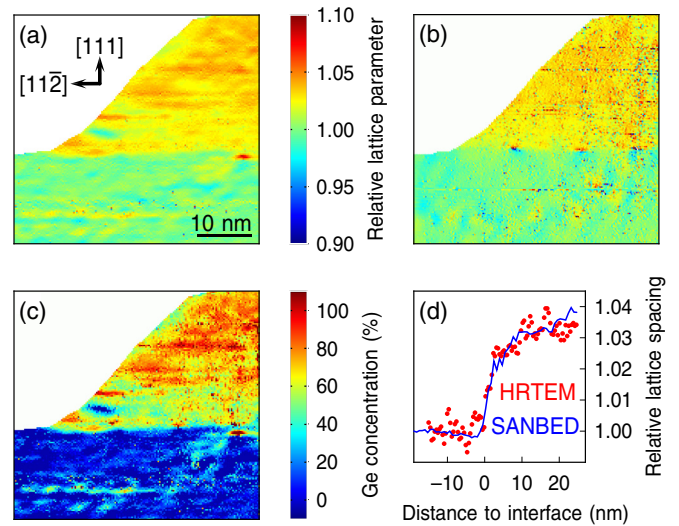 (a)
[111]
[112̅]
10 nm
1.10
1.05
1.00
0.95
0.90
Relative lattice parameter
(b)
(c)
100
80
60
40
20
0
Ge concentration (%)
(d)
HRTEM
SANBED
1.04
1.03
1.02
1.01
1.00
Relative lattice spacing
−10 0 10 20
Distance to interface (nm)